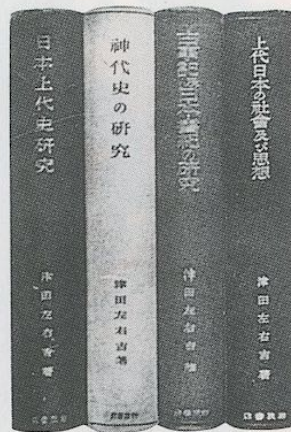 上代日本の社會及び思想
津田左右吉著
古事記及日本書紀の研究
津田左右吉著
神代史の研究
津田左右吉著
日本上代史研究
津田左右吉著